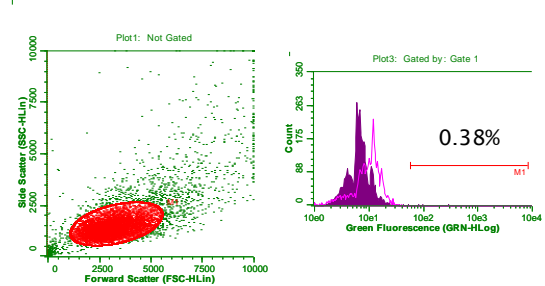 Plot1: Not Gated
Side Scatter (SSC-HLin)
10000
7500
5000
2500
0
0 2500 5000 7500 10000
Forward Scatter (FSC-HLin)
Plot3: Gated by: Gate 1
Count
350
263
175
88
0
0.38%
M1
10e0 10e1 10e2 10e3 10e4
Green Fluorescence (GRN-HLog)